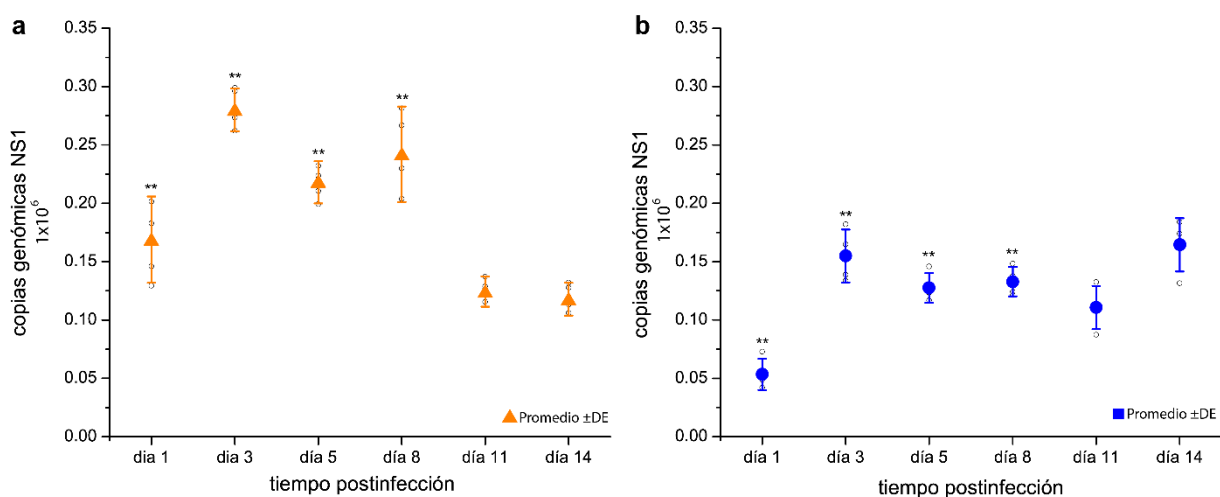 a
0.35
0.30
0.25
0.20
0.15
0.10
0.05
0.00
copias genómicas NS1
1x10⁶
**
**
**
**
Promedio ±DE
día 1
día 3
día 5
día 8
día 11
día 14
tiempo postinfección
b
0.35
0.30
0.25
0.20
0.15
0.10
0.05
0.00
copias genómicas NS1
1x10⁶
**
**
**
**
Promedio ±DE
día 1
día 3
día 5
día 8
día 11
día 14
tiempo postinfección